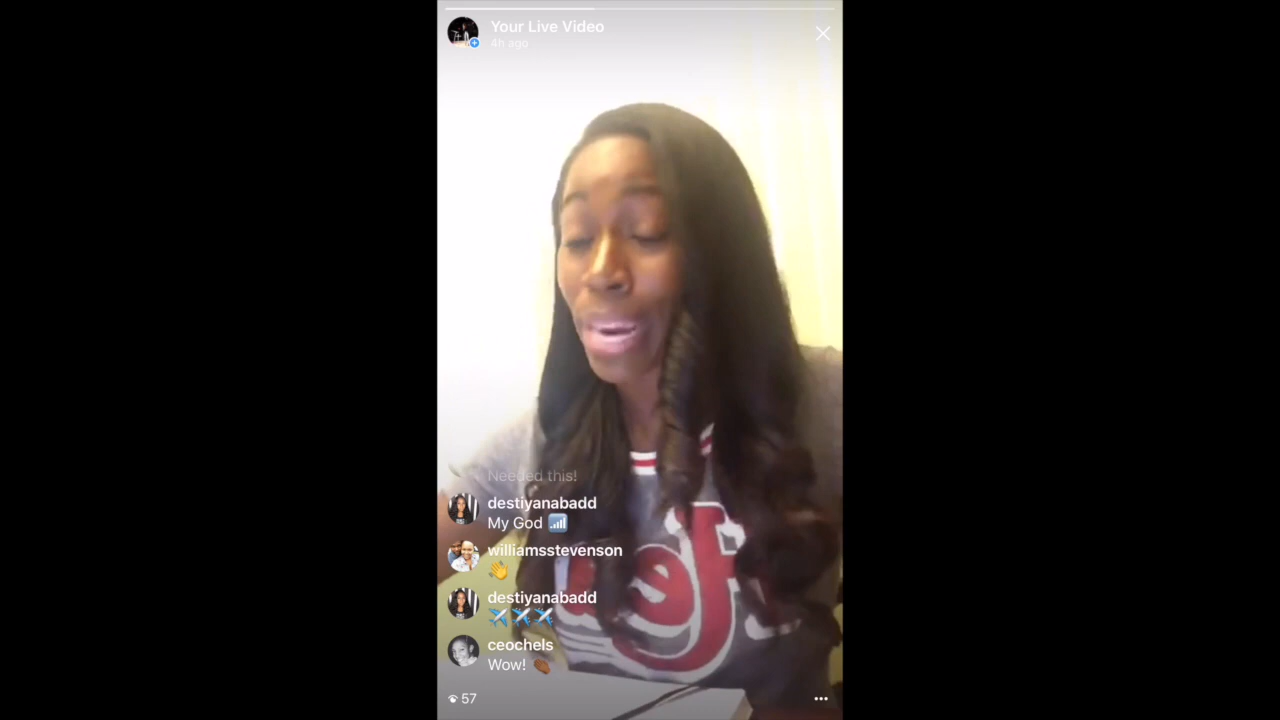 Your Live Video
4h ago
Needed this!
destiyanabadd
My God
williamsstevenson
destiyanabadd
ceochels
Wow!
57